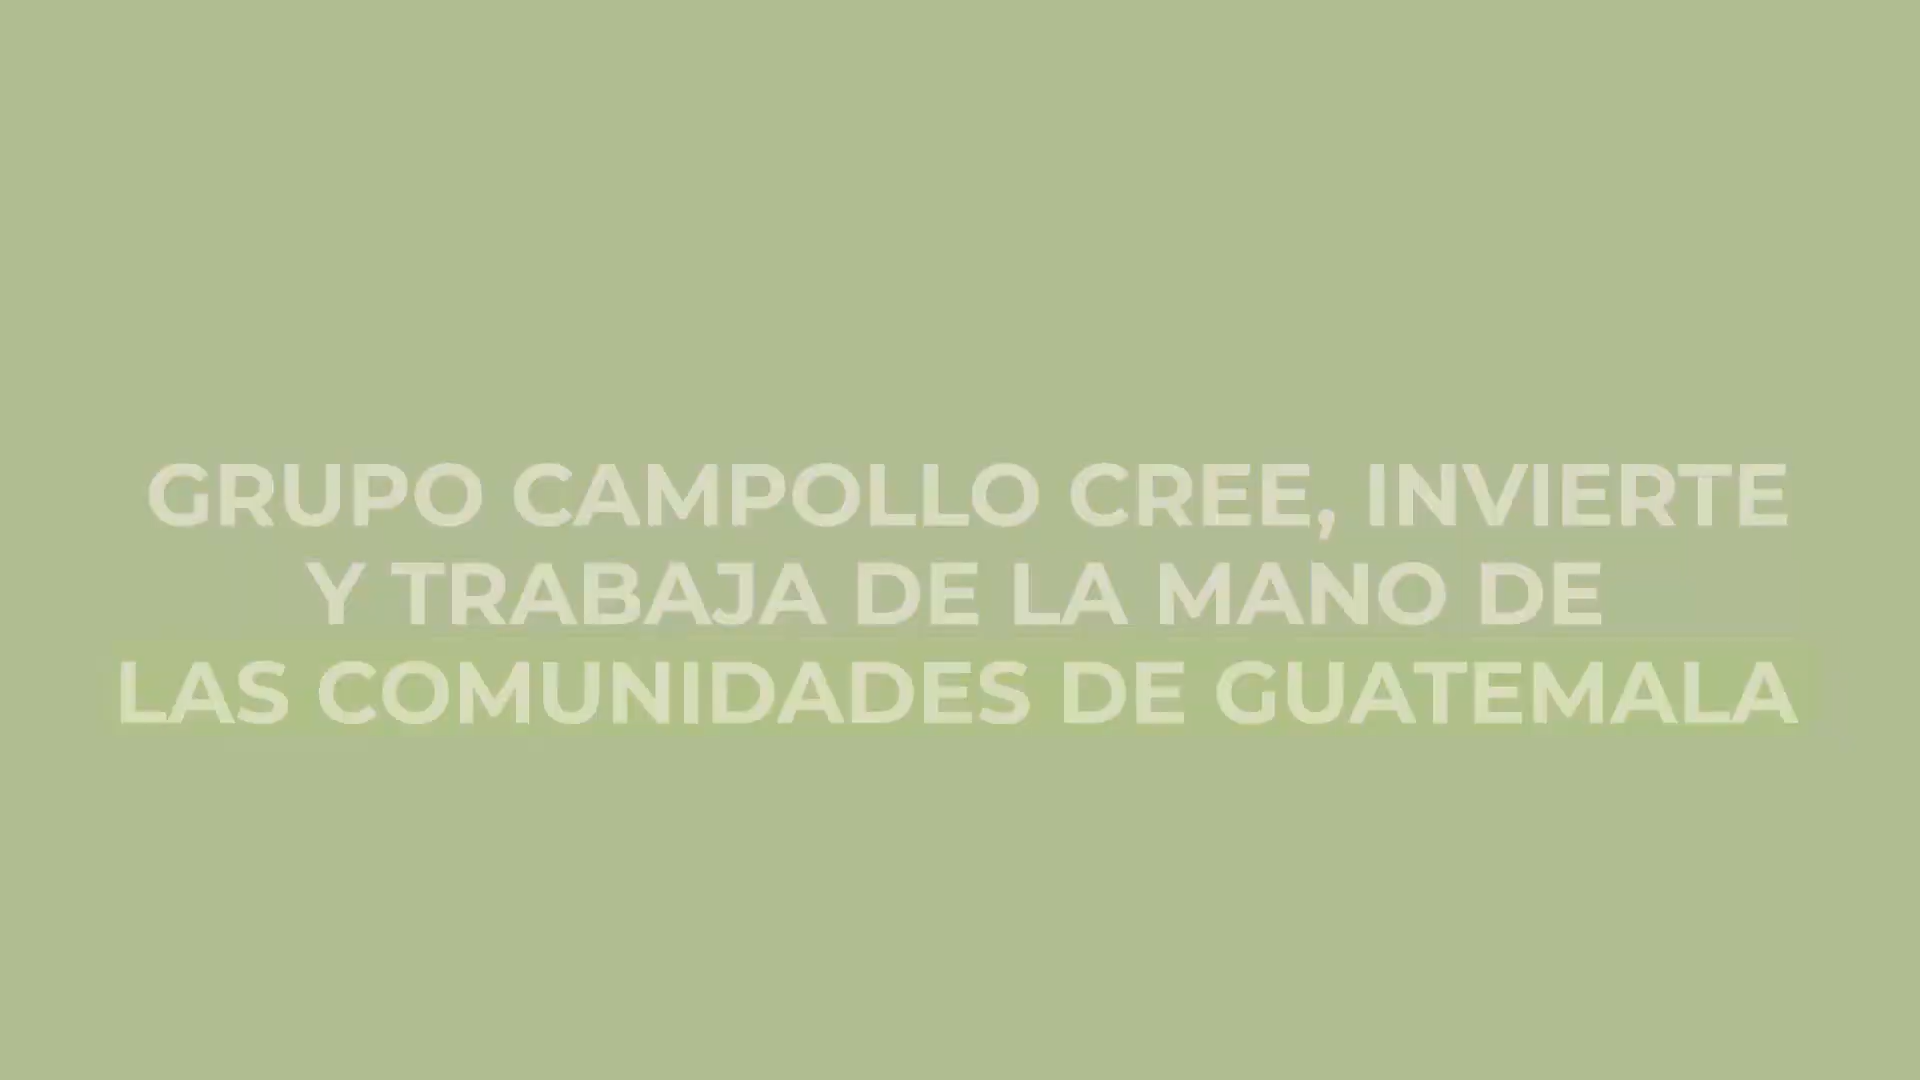 GRUPO CAMPOLLO CREE, INVIERTE
Y TRABAJA DE LA MANO DE
LAS COMUNIDADES DE GUATEMALA